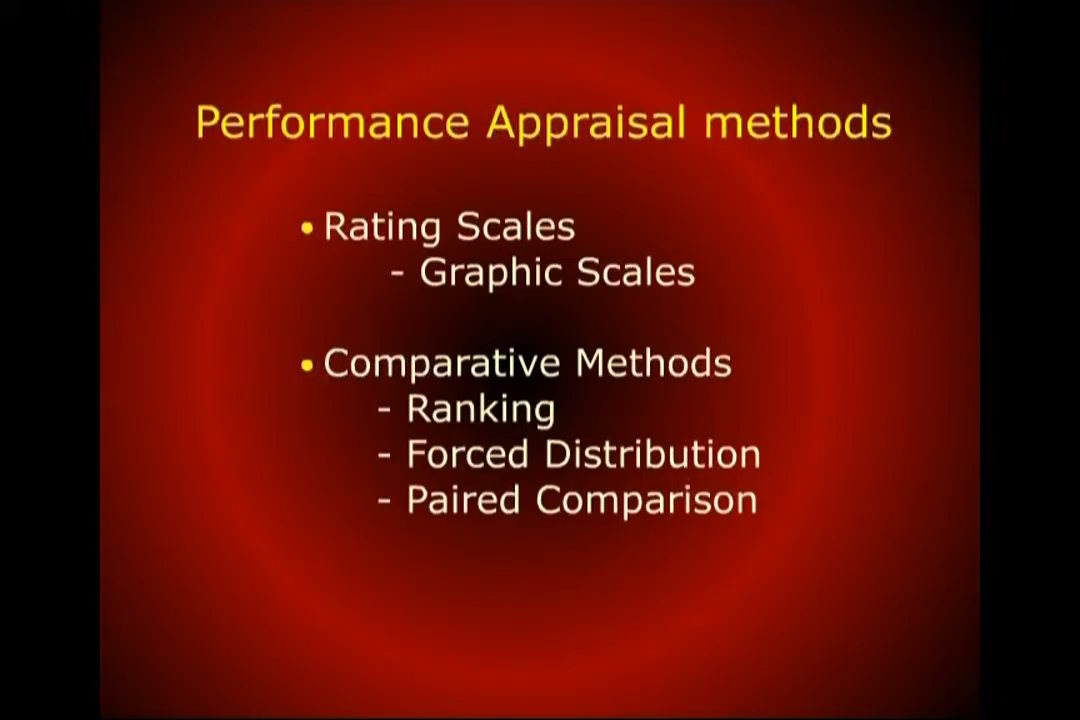 Performance Appraisal methods
• Rating Scales
- Graphic Scales
• Comparative Methods
- Ranking
- Forced Distribution
- Paired Comparison